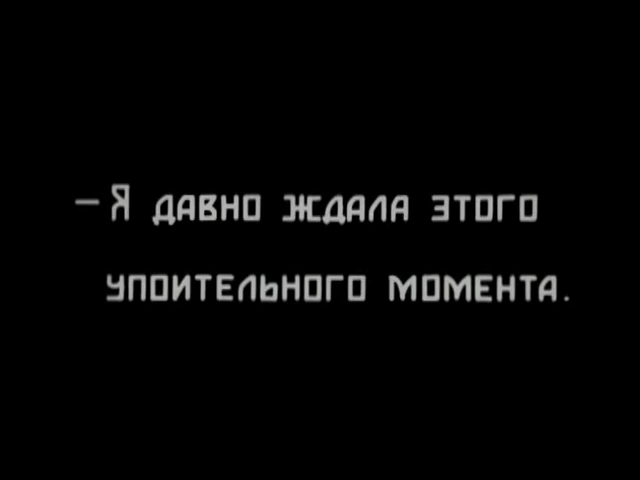 — Я давно ждала этого
упоительного момента.